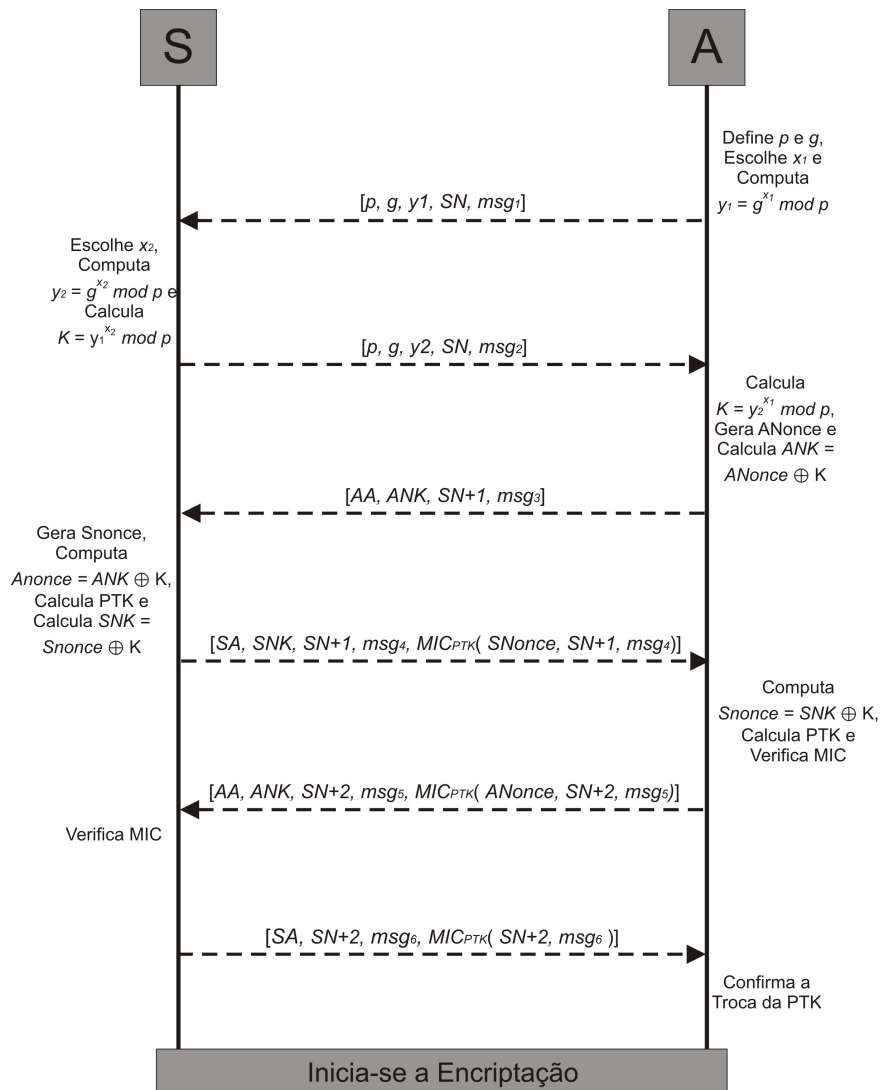 S
A
Define p e g,
Escolhe x₁ e
Computa
y₁ = g^x₁ mod p
[p, g, y1, SN, msg₁]
Escolhe x₂,
Computa
y₂ = g^x₂ mod p e
Calcula
K = y₁^x₂ mod p
[p, g, y2, SN, msg₂]
Calcula
K = y₂^x₁ mod p,
Gera ANonce e
Calcula ANK =
ANonce ⊕ K
[AA, ANK, SN+1, msg₃]
Gera Snonce,
Computa
Anonce = ANK ⊕ K,
Calcula PTK e
Calcula SNK =
Snonce ⊕ K
[SA, SNK, SN+1, msg₄, MICPTK( SNonce, SN+1, msg₄)]
Computa
Snonce = SNK ⊕ K,
Calcula PTK e
Verifica MIC
[AA, ANK, SN+2, msg₅, MICPTK( ANonce, SN+2, msg₅)]
Verifica MIC
[SA, SN+2, msg₆, MICPTK( SN+2, msg₆ )]
Confirma a
Troca da PTK
Inicia-se a Encriptação